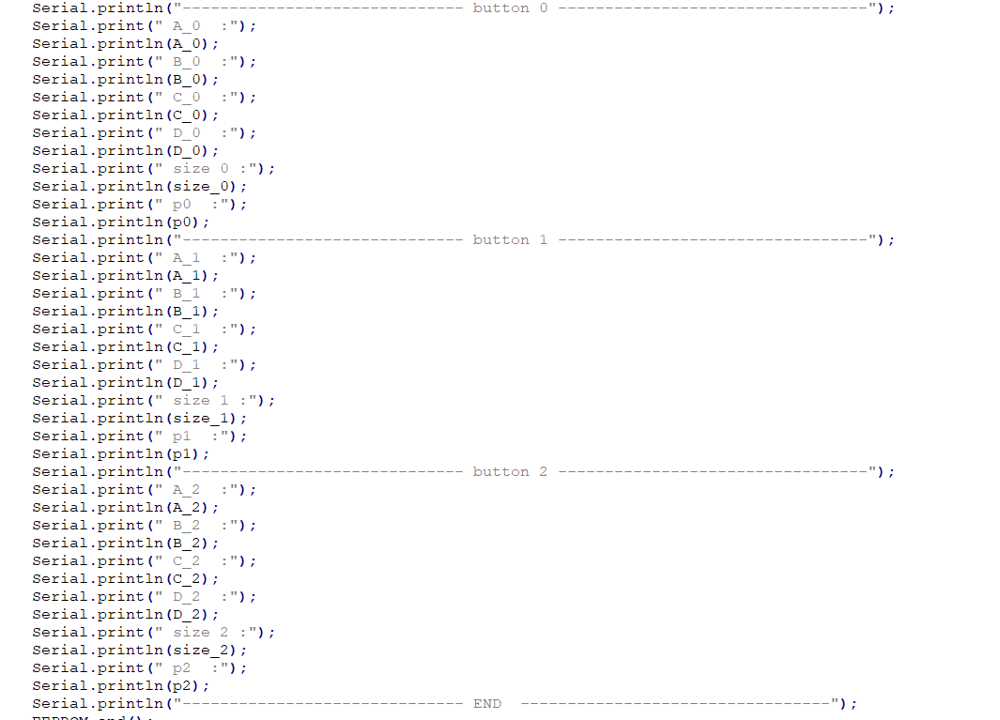 Serial.println("------------------------------ button 0 ---------------------------------");
Serial.print(" A_0  :");
Serial.println(A_0);
Serial.print(" B_0  :");
Serial.println(B_0);
Serial.print(" C_0  :");
Serial.println(C_0);
Serial.print(" D_0  :");
Serial.println(D_0);
Serial.print(" size 0 :");
Serial.println(size_0);
Serial.print(" p0  :");
Serial.println(p0);
Serial.println("------------------------------ button 1 ---------------------------------");
Serial.print(" A_1  :");
Serial.println(A_1);
Serial.print(" B_1  :");
Serial.println(B_1);
Serial.print(" C_1  :");
Serial.println(C_1);
Serial.print(" D_1  :");
Serial.println(D_1);
Serial.print(" size 1 :");
Serial.println(size_1);
Serial.print(" p1  :");
Serial.println(p1);
Serial.println("------------------------------ button 2 ---------------------------------");
Serial.print(" A_2  :");
Serial.println(A_2);
Serial.print(" B_2  :");
Serial.println(B_2);
Serial.print(" C_2  :");
Serial.println(C_2);
Serial.print(" D_2  :");
Serial.println(D_2);
Serial.print(" size 2 :");
Serial.println(size_2);
Serial.print(" p2  :");
Serial.println(p2);
Serial.println("------------------------------ END  ---------------------------------");